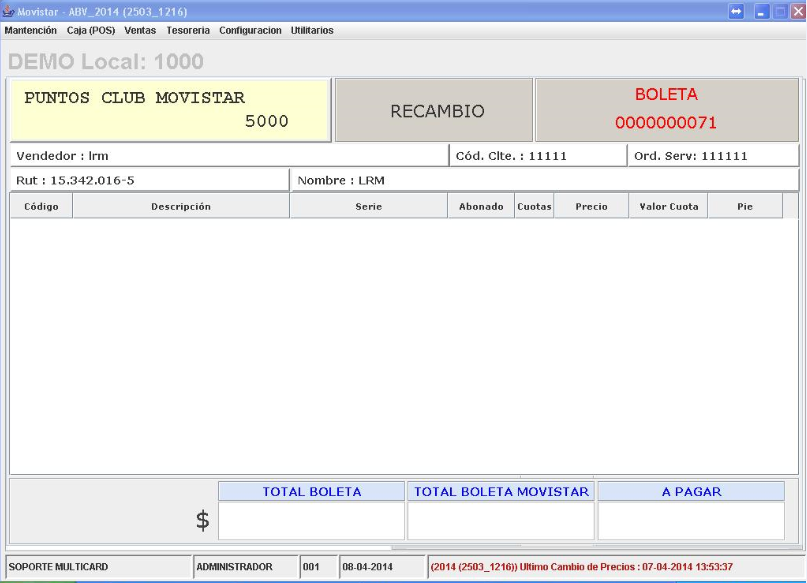 Movistar - ABV_2014 (2503_1216)
Mantención Caja (POS) Ventas Tesoreria Configuracion Utilitarios
DEMO Local: 1000
PUNTOS CLUB MOVISTAR
5000
RECAMBIO
BOLETA
0000000071
Vendedor : lrm
Cód. Clte. : 11111
Ord. Serv: 111111
Rut : 15.342.016-5
Nombre : LRM
Código Descripción Serie Abonado Cuotas Precio Valor Cuota Pie
TOTAL BOLETA TOTAL BOLETA MOVISTAR A PAGAR
$
SOPORTE MULTICARD ADMINISTRADOR 001 08-04-2014 (2014 (2503_1216)) Ultimo Cambio de Precios : 07-04-2014 13:53:37